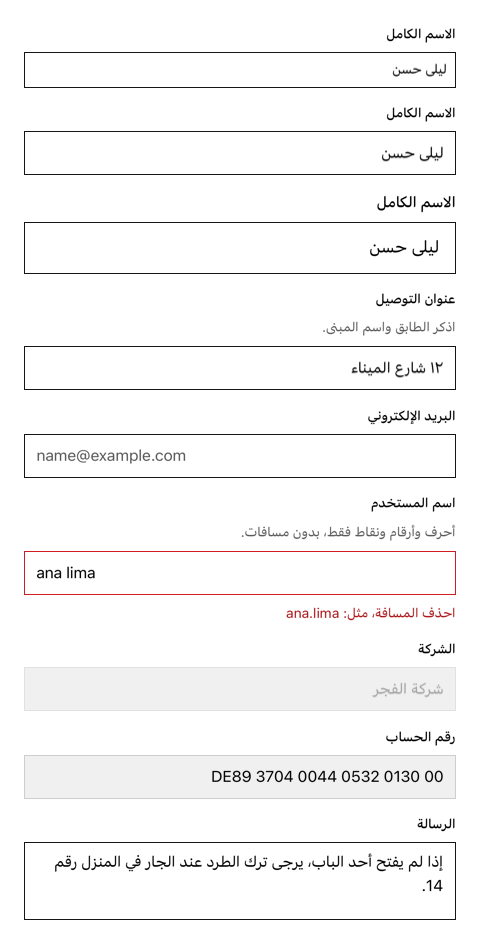 الاسم الكامل
ليلى حسن
الاسم الكامل
ليلى حسن
الاسم الكامل
ليلى حسن
عنوان التوصيل
اذكر الطابق واسم المبنى.
١٢ شارع الميناء
البريد الإلكتروني
name@example.com
اسم المستخدم
أحرف وأرقام ونقاط فقط، بدون مسافات.
ana lima
احذف المسافة، مثل: ana.lima
الشركة
شركة الفجر
رقم الحساب
DE89 3704 0044 0532 0130 00
الرسالة
إذا لم يفتح أحد الباب، يرجى ترك الطرد عند الجار في المنزل رقم
14.